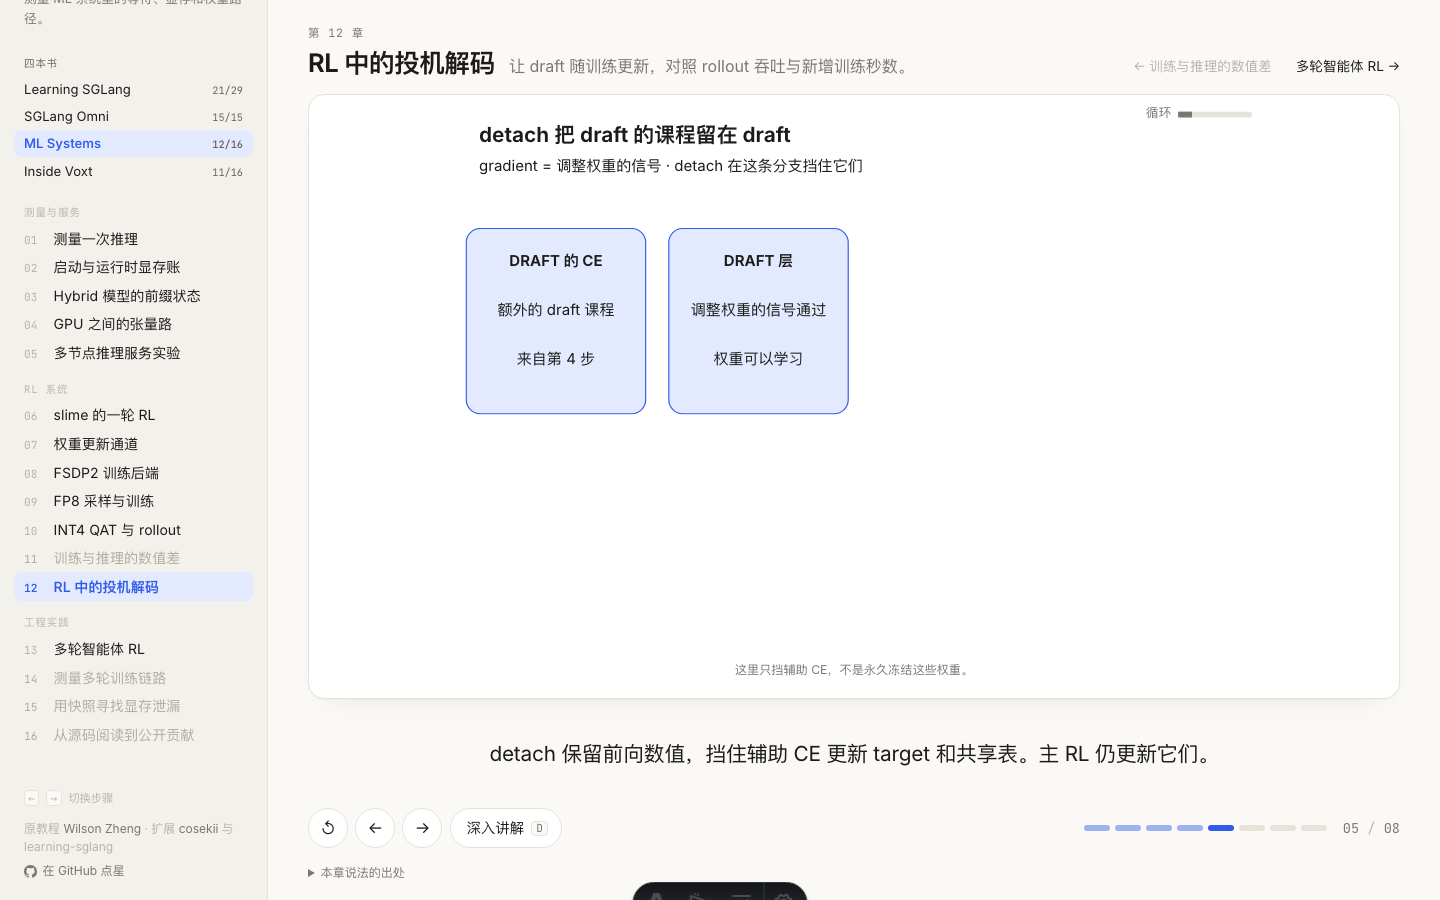 测量 ML 系统里的等待、显存和权重路
径。
四本书
Learning SGLang 21/29
SGLang Omni 15/15
ML Systems 12/16
Inside Voxt 11/16
测量与服务
01 测量一次推理
02 启动与运行时显存账
03 Hybrid 模型的前缀状态
04 GPU 之间的张量路
05 多节点推理服务实验
RL 系统
06 slime 的一轮 RL
07 权重更新通道
08 FSDP2 训练后端
09 FP8 采样与训练
10 INT4 QAT 与 rollout
11 训练与推理的数值差
12 RL 中的投机解码
工程实践
13 多轮智能体 RL
14 测量多轮训练链路
15 用快照寻找显存泄漏
16 从源码阅读到公开贡献
← → 切换步骤
原教程 Wilson Zheng · 扩展 cosekii 与
learning-sglang
在 GitHub 点星
第 12 章
RL 中的投机解码 让 draft 随训练更新，对照 rollout 吞吐与新增训练秒数。
← 训练与推理的数值差 多轮智能体 RL →
循环
detach 把 draft 的课程留在 draft
gradient = 调整权重的信号 · detach 在这条分支挡住它们
DRAFT 的 CE
额外的 draft 课程
来自第 4 步
DRAFT 层
调整权重的信号通过
权重可以学习
这里只挡辅助 CE，不是永久冻结这些权重。
detach 保留前向数值，挡住辅助 CE 更新 target 和共享表。主 RL 仍更新它们。
深入讲解 D
05 / 08
▶ 本章说法的出处